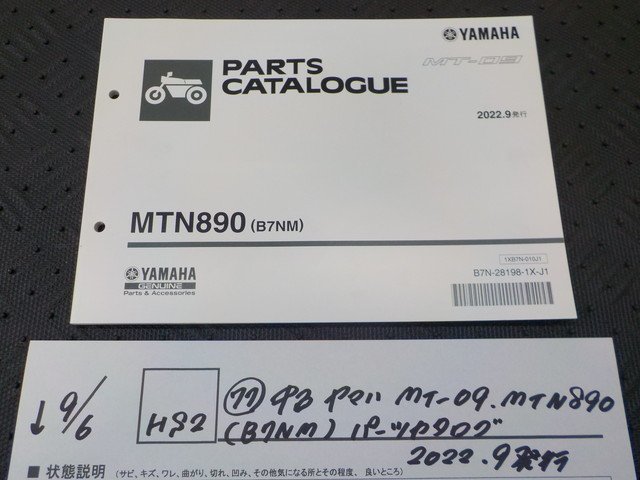 YAMAHA
MT-09
PARTS
CATALOGUE
2022.9発行
MTN890 (B7NM)
1XB7N-010J1
YAMAHA
GENUINE
Parts & Accessories
B7N-28198-1X-J1
↓ 9/6
HS2
77 中古 ヤマハ MT-09.MTN890
(B7NM) パーツカタログ
2022.9発行
■ 状態説明 (サビ、キズ、ワレ、曲がり、切れ、凹み、その他気になる所とその程度、良いところ)